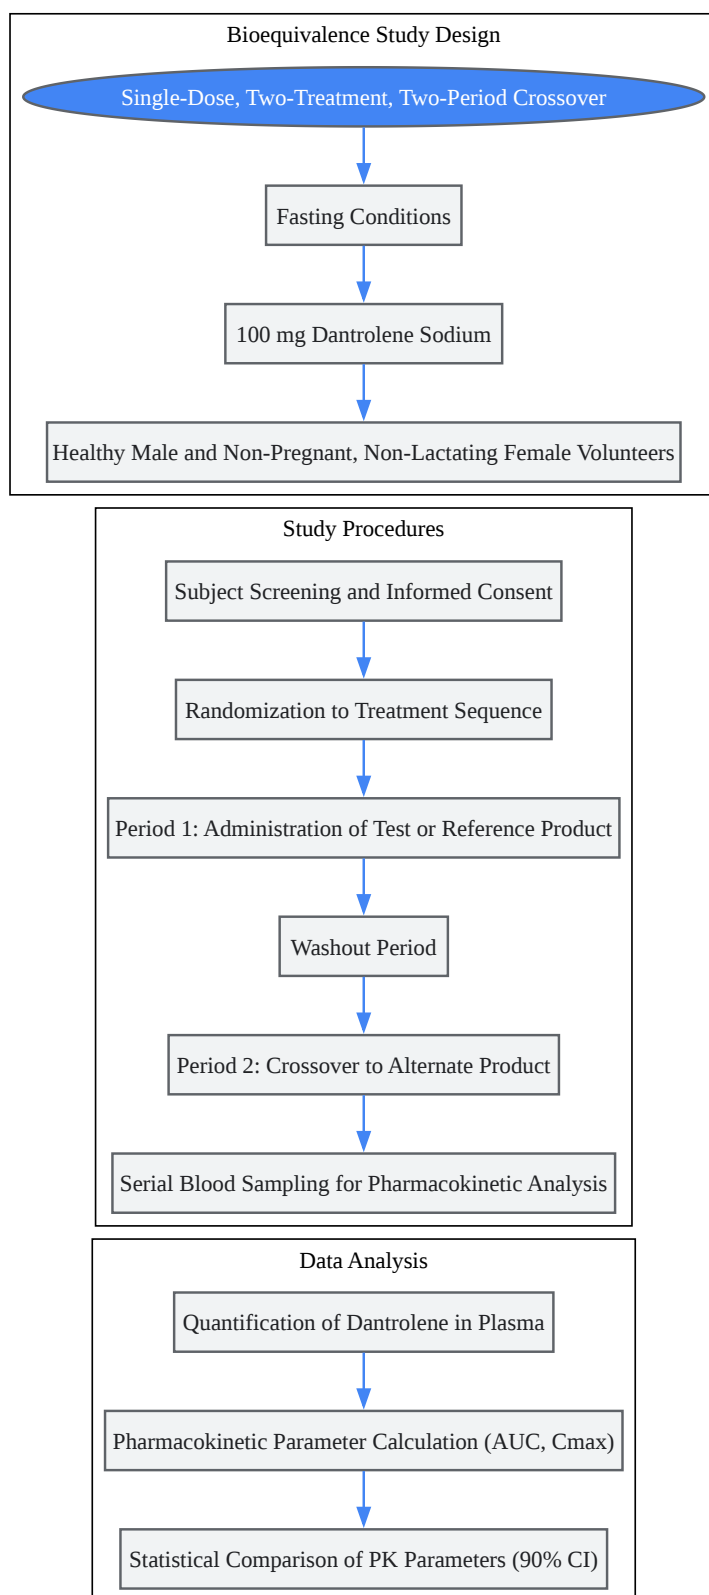 Bioequivalence Study Design
Single-Dose, Two-Treatment, Two-Period Crossover
Fasting Conditions
100 mg Dantrolene Sodium
Healthy Male and Non-Pregnant, Non-Lactating Female Volunteers
Study Procedures
Subject Screening and Informed Consent
Randomization to Treatment Sequence
Period 1: Administration of Test or Reference Product
Washout Period
Period 2: Crossover to Alternate Product
Serial Blood Sampling for Pharmacokinetic Analysis
Data Analysis
Quantification of Dantrolene in Plasma
Pharmacokinetic Parameter Calculation (AUC, Cmax)
Statistical Comparison of PK Parameters (90% CI)